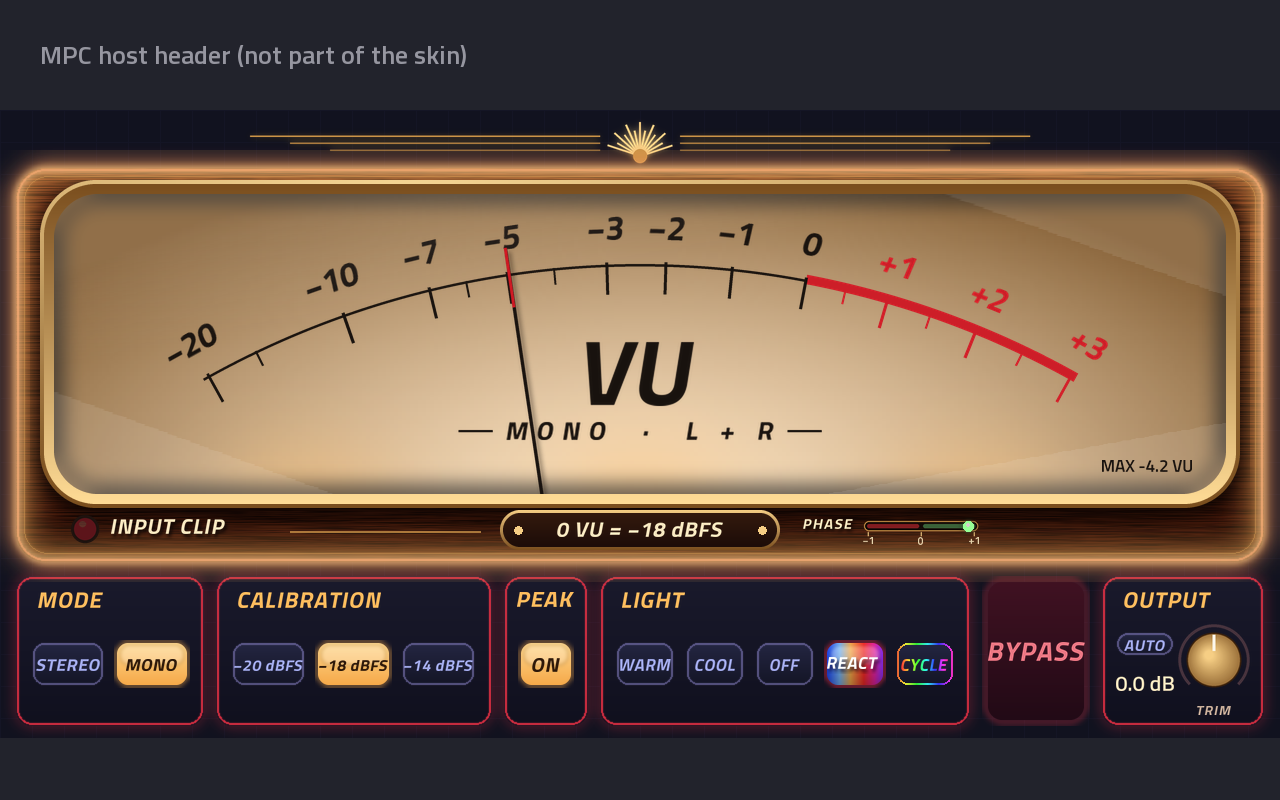 MPC host header (not part of the skin)
−20 −10 −7 −5 −3 −2 −1 0 +1 +2 +3
VU
MONO · L + R
MAX -4.2 VU
INPUT CLIP
0 VU = −18 dBFS
PHASE
−1 0 +1
MODE
STEREO MONO
CALIBRATION
−20 dBFS −18 dBFS −14 dBFS
PEAK
ON
LIGHT
WARM COOL OFF REACT CYCLE
BYPASS
OUTPUT
AUTO
0.0 dB
TRIM